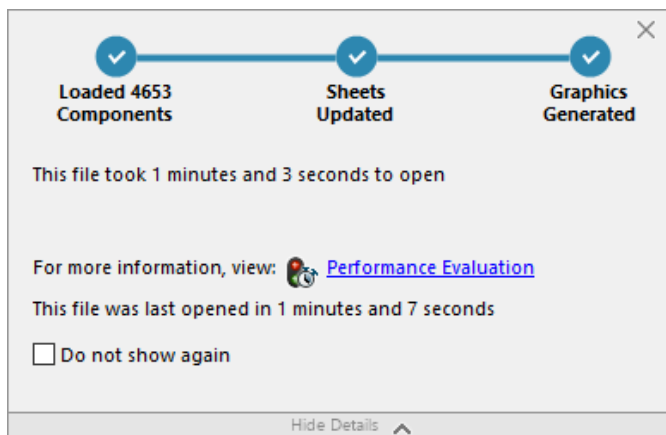 Loaded 4653
Components
Sheets
Updated
Graphics
Generated
This file took 1 minutes and 3 seconds to open
For more information, view: Performance Evaluation
This file was last opened in 1 minutes and 7 seconds
Do not show again
Hide Details